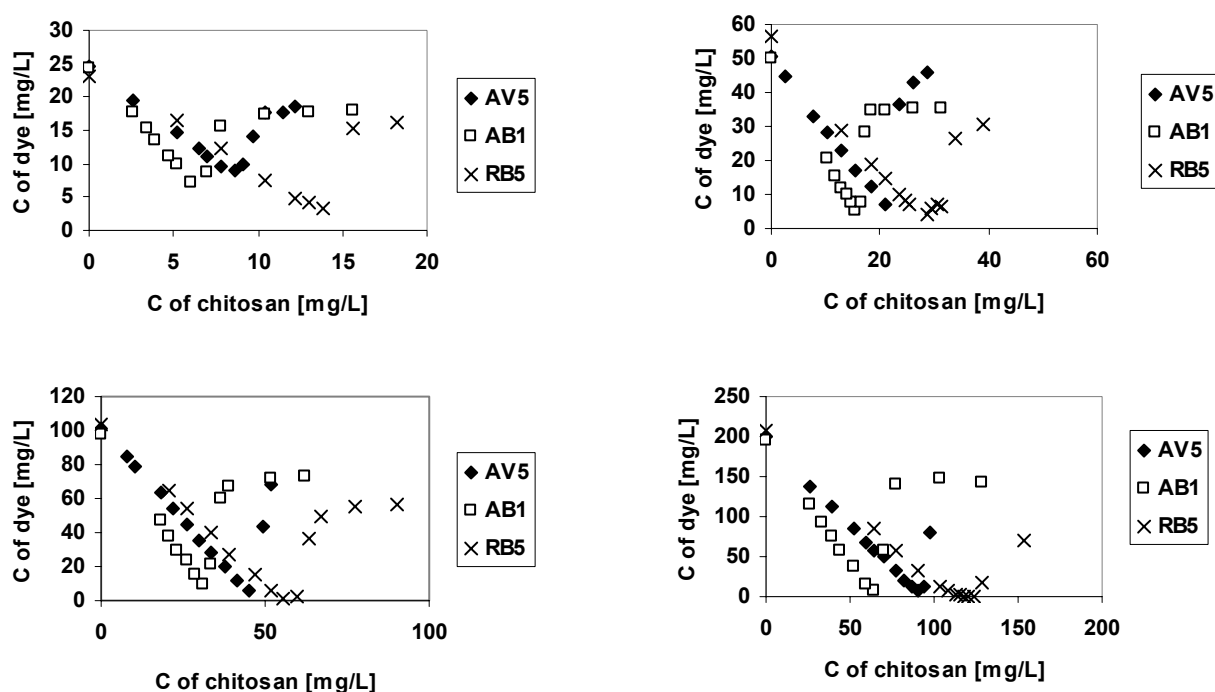 30
25
20
15
10
5
0
C of dye [mg/L]
0 5 10 15 20
C of chitosan [mg/L]
AV5
AB1
RB5
60
50
40
30
20
10
0
C of dye [mg/L]
0 20 40 60
C of chitosan [mg/L]
AV5
AB1
RB5
120
100
80
60
40
20
0
C of dye [mg/L]
0 50 100
C of chitosan [mg/L]
AV5
AB1
RB5
250
200
150
100
50
0
C of dye [mg/L]
0 50 100 150 200
C of chitosan [mg/L]
AV5
AB1
RB5